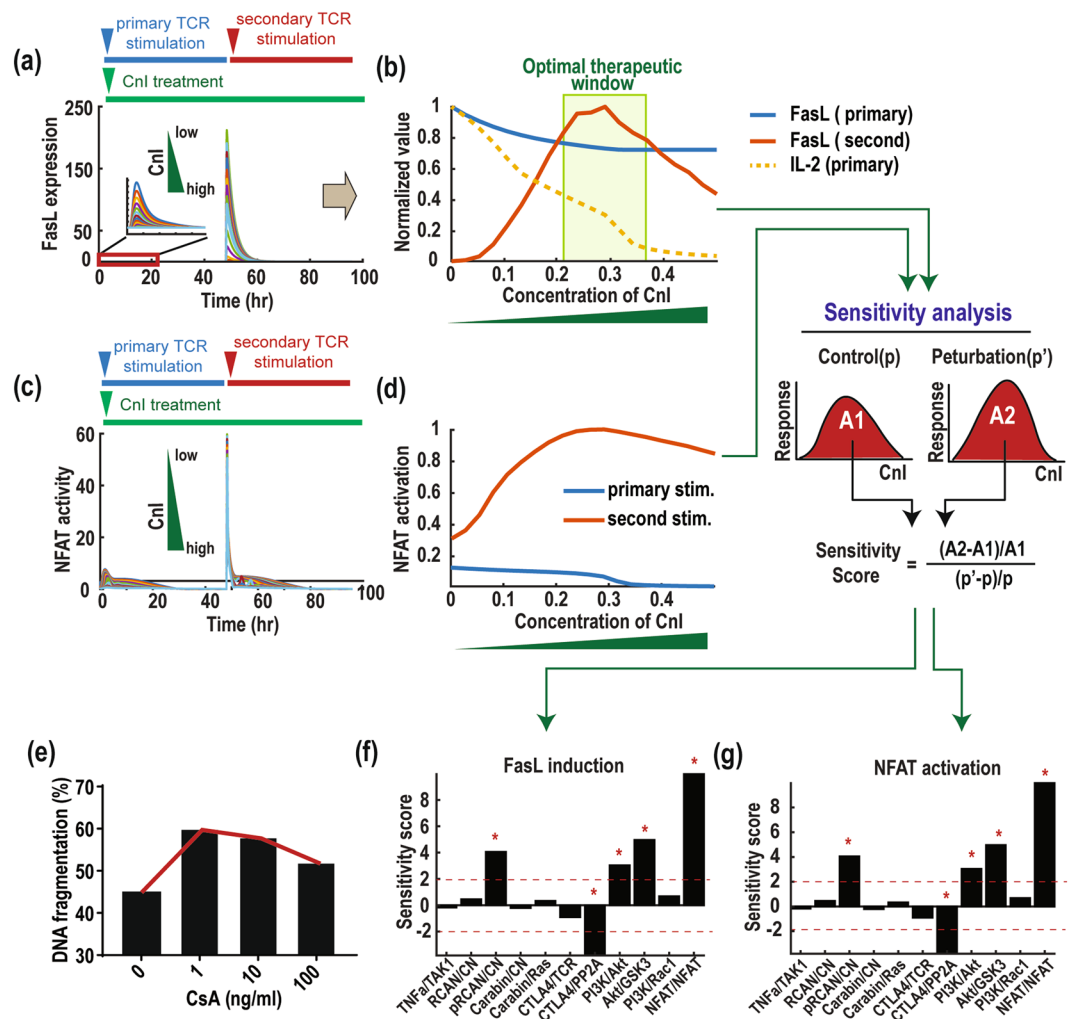 (a)
primary TCR
stimulation
secondary TCR
stimulation
CnI treatment
250
200
150
50
0
FasL expression
low
CnI
high
0 20 40 60 80 100
Time (hr)
(b)
Optimal therapeutic
window
1
0.8
0.6
0.4
0.2
0
Normalized value
0 0.1 0.2 0.3 0.4
Concentration of CnI
FasL ( primary)
FasL ( second)
IL-2 (primary)
Sensitivity analysis
Control(p)
Peturbation(p')
Response
A1
CnI
Response
A2
CnI
Sensitivity
Score
=
(A2-A1)/A1
(p'-p)/p
(c)
primary TCR
stimulation
secondary TCR
stimulation
CnI treatment
60
40
20
0
NFAT activity
low
CnI
high
0 20 40 60 80 100
Time (hr)
(d)
1
0.8
0.6
0.4
0.2
NFAT activation
primary stim.
second stim.
0 0.1 0.2 0.3 0.4
Concentration of CnI
(e)
70
60
50
40
30
DNA fragmentation (%)
0 1 10 100
CsA (ng/ml)
(f)
FasL induction
8
6
4
2
0
-2
Sensitivity score
* * * * *
TNFa/TAK1
RCAN/CN
pRCAN/CN
Carabin/CN
Carabin/Ras
CTLA4/TCR
CTLA4/PP2A
PI3K/Akt
Akt/GSK3
PI3K/Rac1
NFAT/NFAT
(g)
NFAT activation
8
6
4
2
0
-2
Sensitivity score
* * * * *
TNFa/TAK1
RCAN/CN
pRCAN/CN
Carabin/CN
Carabin/Ras
CTLA4/TCR
CTLA4/PP2A
PI3K/Akt
Akt/GSK3
PI3K/Rac1
NFAT/NFAT